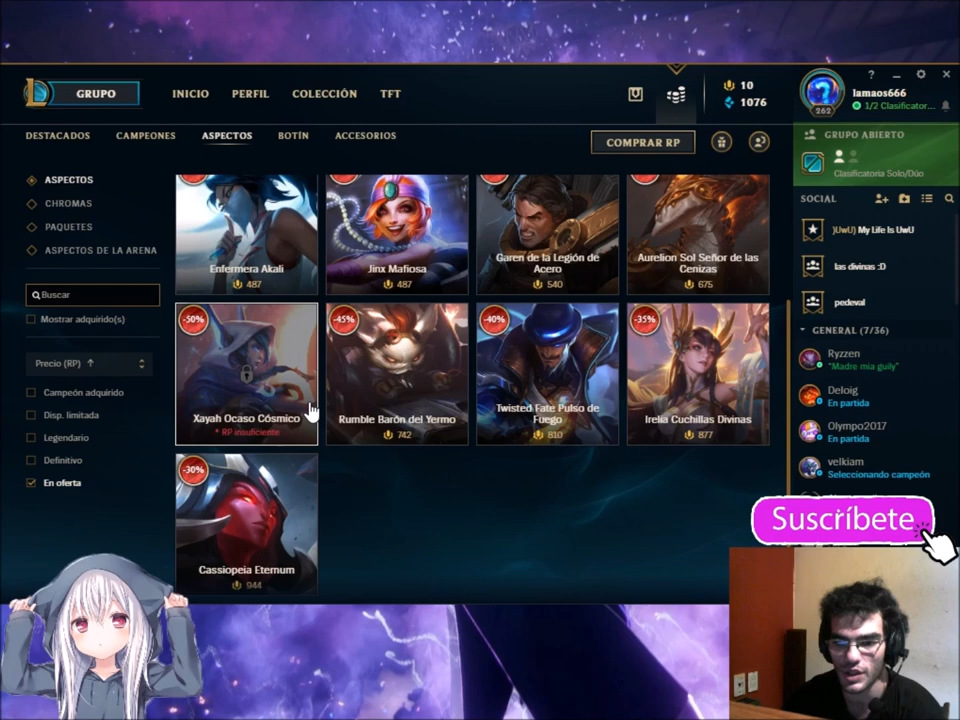 GRUPO
INICIO
PERFIL
COLECCIÓN
TFT
10
1076
262
?
lamaos666
1/2 Clasificator...
DESTACADOS
CAMPEONES
ASPECTOS
BOTÍN
ACCESORIOS
COMPRAR RP
GRUPO ABIERTO
Clasificatoria Solo/Dúo
ASPECTOS
CHROMAS
PAQUETES
ASPECTOS DE LA ARENA
Buscar
Mostrar adquirido(s)
Precio (RP)
Campeón adquirido
Disp. limitada
Legendario
Definitivo
En oferta
Enfermera Akali
487
Jinx Mafiosa
487
Garen de la Legión de
Acero
540
Aurelion Sol Señor de las
Cenizas
675
-50%
Xayah Ocaso Cósmico
* RP insuficiente
-45%
Rumble Barón del Yermo
742
-40%
Twisted Fate Pulso de
Fuego
810
-35%
Irelia Cuchillas Divinas
877
-30%
Cassiopeia Eternum
944
SOCIAL
)UwU) My Life Is UwU
las divinas :D
pedeval
GENERAL (7/36)
Ryzzen
"Madre mia guily"
Deloig
En partida
Olympo2017
En partida
velkiam
Seleccionando campeón
Suscríbete